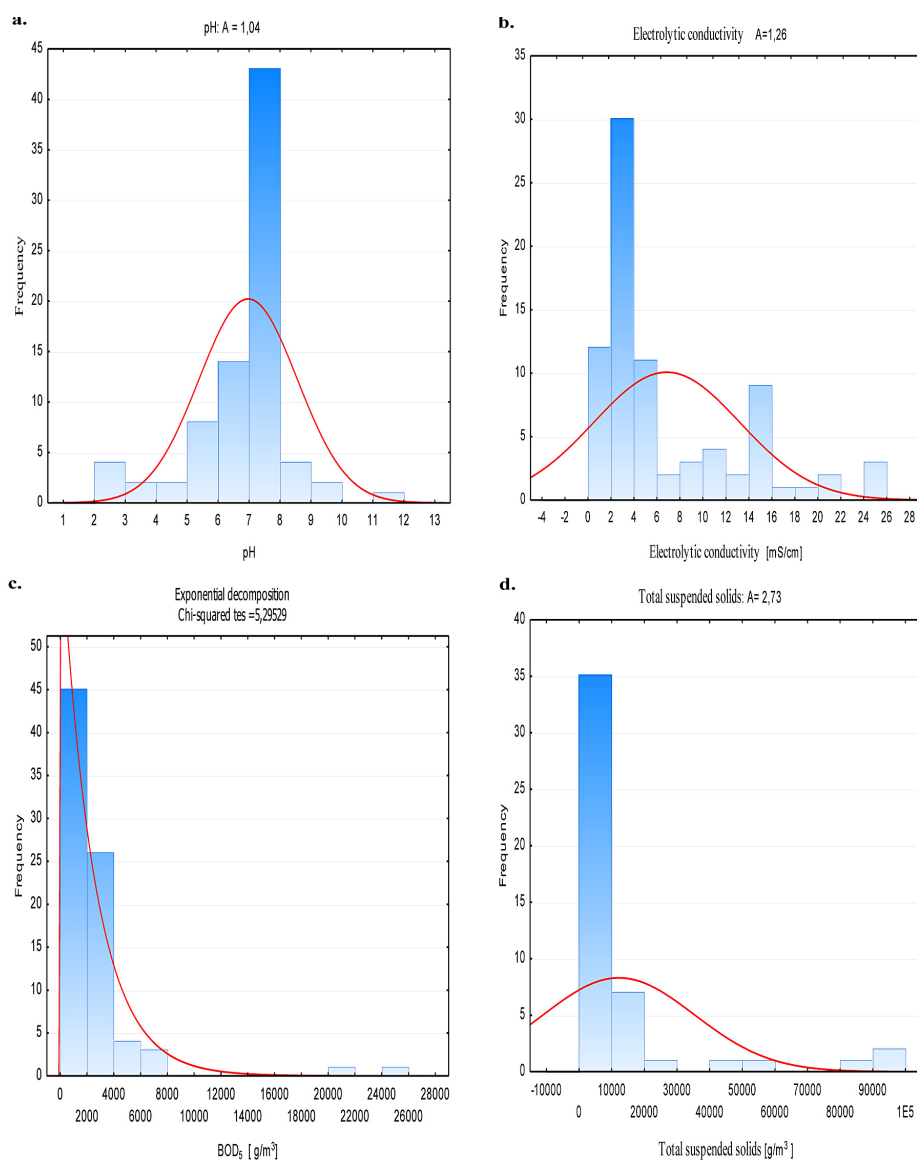 a.
pH: A = 1,04
Frequency
45
40
35
30
25
20
15
10
5
0
1 2 3 4 5 6 7 8 9 10 11 12 13
pH
b.
Electrolytic conductivity A=1,26
Frequency
35
30
25
20
15
10
5
0
-4 -2 0 2 4 6 8 10 12 14 16 18 20 22 24 26 28
Electrolytic conductivity [mS/cm]
c.
Exponential decomposition
Chi-squared tes =5,29529
Frequency
50
45
40
35
30
25
20
15
10
5
0
0 4000 8000 12000 16000 20000 24000 28000
2000 6000 10000 14000 18000 22000 26000
BOD₅ [ g/m³]
d.
Total suspended solids: A= 2,73
Frequency
40
35
30
25
20
15
10
5
0
-10000 10000 30000 50000 70000 90000
0 20000 40000 60000 80000 1E5
Total suspended solids [g/m³ ]